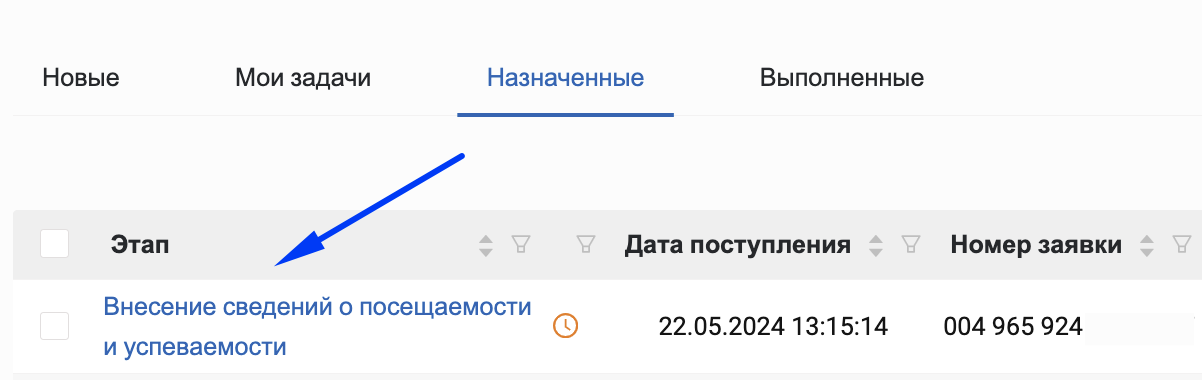 Новые Мои задачи Назначенные Выполненные
Этап Дата поступления Номер заявки
Внесение сведений о посещаемости
и успеваемости
22.05.2024 13:15:14 004 965 924